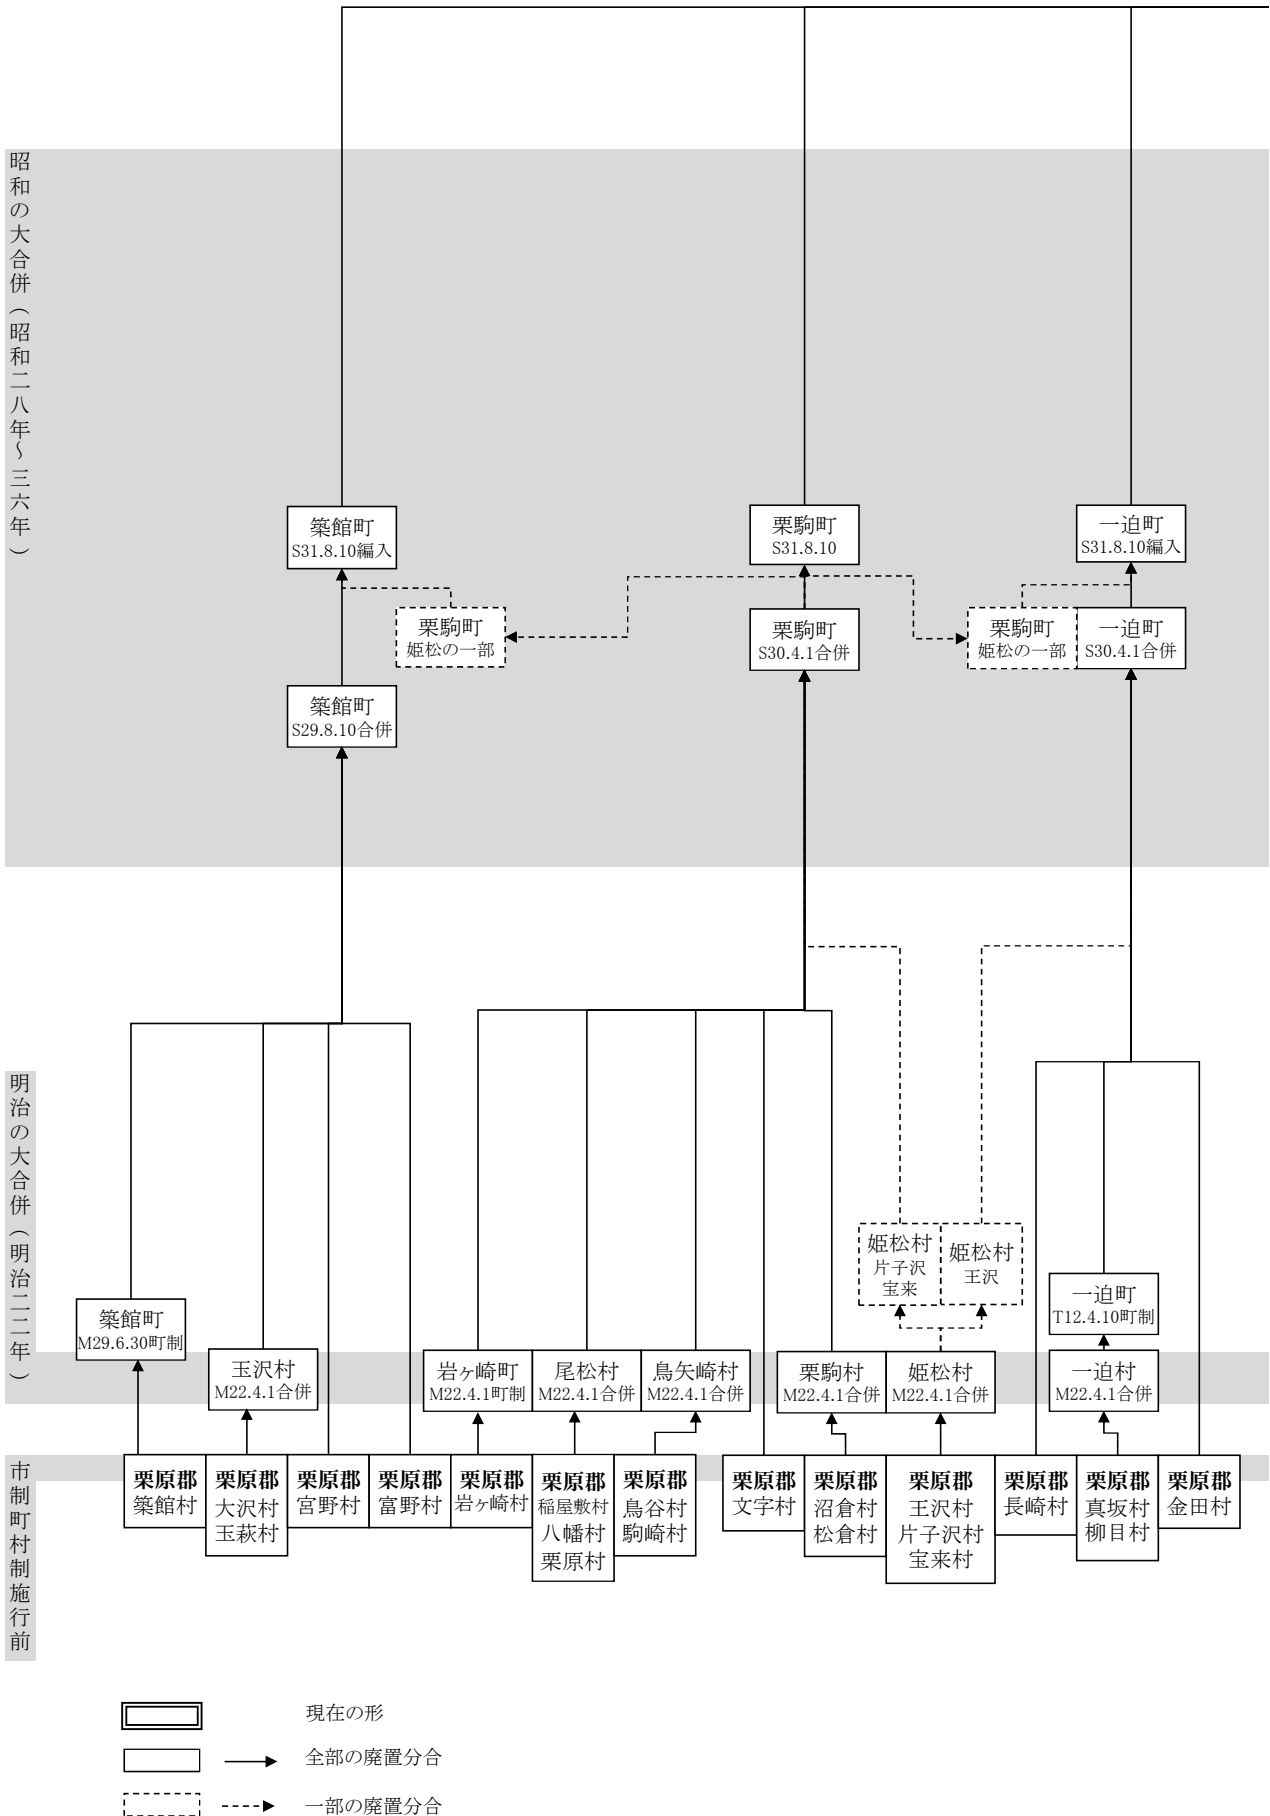 昭和の大合併（昭和二八年～三六年）
築館町
S31.8.10編入
栗駒町
S31.8.10
一迫町
S31.8.10編入
栗駒町
姫松の一部
栗駒町
S30.4.1合併
栗駒町
姫松の一部
一迫町
S30.4.1合併
築館町
S29.8.10合併
明治の大合併（明治二二年）
姫松村
片子沢
宝来
姫松村
王沢
築館町
M29.6.30町制
一迫町
T12.4.10町制
玉沢村
M22.4.1合併
岩ヶ崎町
M22.4.1町制
尾松村
M22.4.1合併
鳥矢崎村
M22.4.1合併
栗駒村
M22.4.1合併
姫松村
M22.4.1合併
一迫村
M22.4.1合併
市制町村制施行前
栗原郡
築館村
栗原郡
大沢村
玉萩村
栗原郡
宮野村
栗原郡
富野村
栗原郡
岩ヶ崎村
栗原郡
稲屋敷村
八幡村
栗原村
栗原郡
鳥谷村
駒崎村
栗原郡
文字村
栗原郡
沼倉村
松倉村
栗原郡
王沢村
片子沢村
宝来村
栗原郡
長崎村
栗原郡
真坂村
柳目村
栗原郡
金田村
現在の形
全部の廃置分合
一部の廃置分合